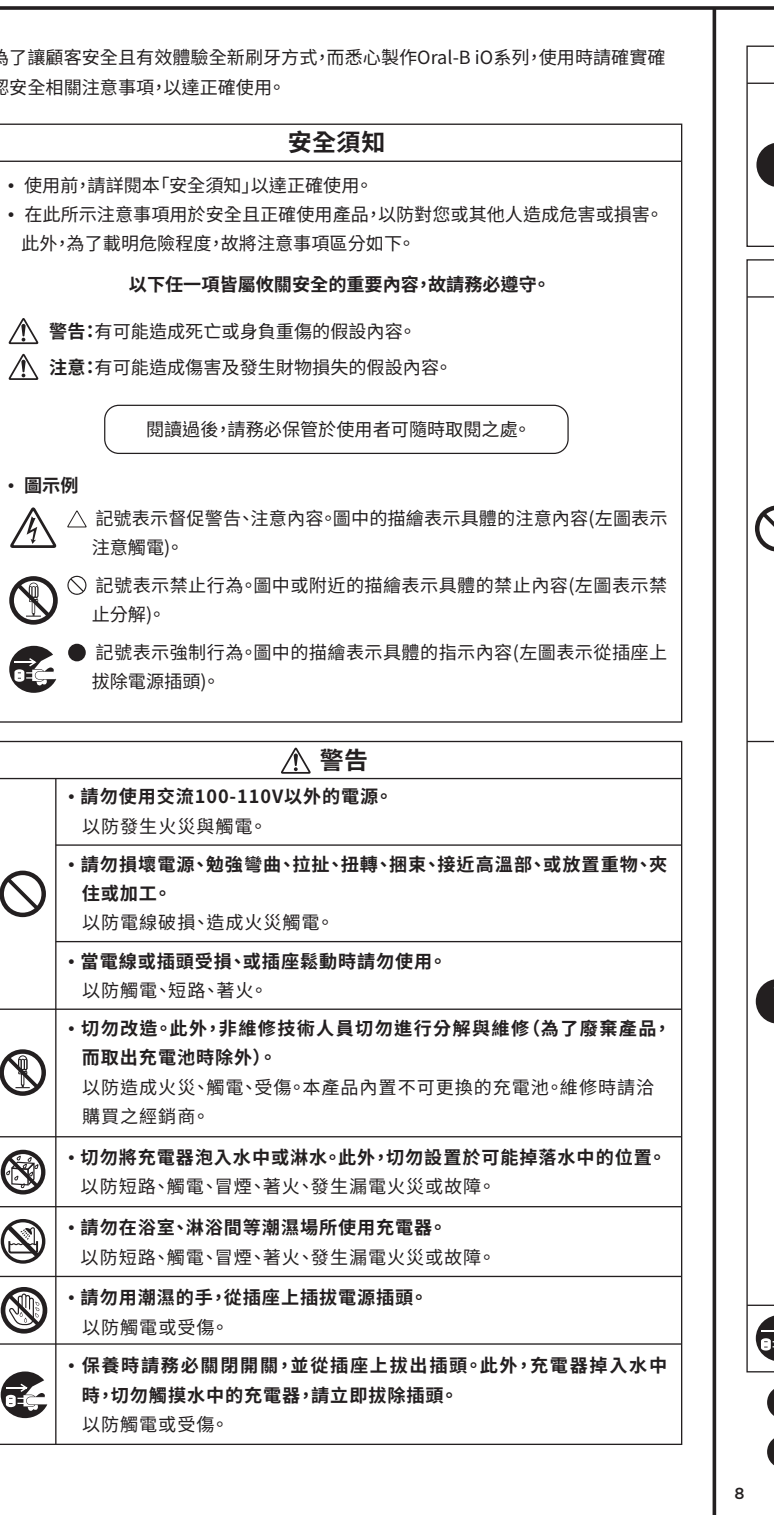 為了讓顧客安全且有效體驗全新刷牙方式，而悉心製作Oral-B iO系列，使用時請確實確
認安全相關注意事項，以達正確使用。
安全須知
• 使用前，請詳閱本「安全須知」以達正確使用。
• 在此所示注意事項用於安全且正確使用產品，以防對您或其他人造成危害或損害。
此外，為了載明危險程度，故將注意事項區分如下。
以下任一項皆屬攸關安全的重要內容，故請務必遵守。
警告：有可能造成死亡或身負重傷的假設內容。
注意：有可能造成傷害及發生財物損失的假設內容。
閱讀過後，請務必保管於使用者可隨時取閱之處。
• 圖示例
△ 記號表示督促警告、注意內容。圖中的描繪表示具體的注意內容(左圖表示
注意觸電)。
記號表示禁止行為。圖中或附近的描繪表示具體的禁止內容(左圖表示禁
止分解)。
● 記號表示強制行為。圖中的描繪表示具體的指示內容(左圖表示從插座上
拔除電源插頭)。
警告
• 請勿使用交流100-110V以外的電源。
以防發生火災與觸電。
• 請勿損壞電源、勉強彎曲、拉扯、扭轉、捆束、接近高溫部、或放置重物、夾
住或加工。
以防電線破損、造成火災觸電。
• 當電線或插頭受損、或插座鬆動時請勿使用。
以防觸電、短路、著火。
• 切勿改造。此外，非維修技術人員切勿進行分解與維修（為了廢棄產品，
而取出充電池時除外）。
以防造成火災、觸電、受傷。本產品內置不可更換的充電池。維修時請洽
購買之經銷商。
• 切勿將充電器泡入水中或淋水。此外，切勿設置於可能掉落水中的位置。
以防短路、觸電、冒煙、著火、發生漏電火災或故障。
• 請勿在浴室、淋浴間等潮濕場所使用充電器。
以防短路、觸電、冒煙、著火、發生漏電火災或故障。
• 請勿用潮濕的手，從插座上插拔電源插頭。
以防觸電或受傷。
• 保養時請務必關閉開關，並從插座上拔出插頭。此外，充電器掉入水中
時，切勿觸摸水中的充電器，請立即拔除插頭。
以防觸電或受傷。
8